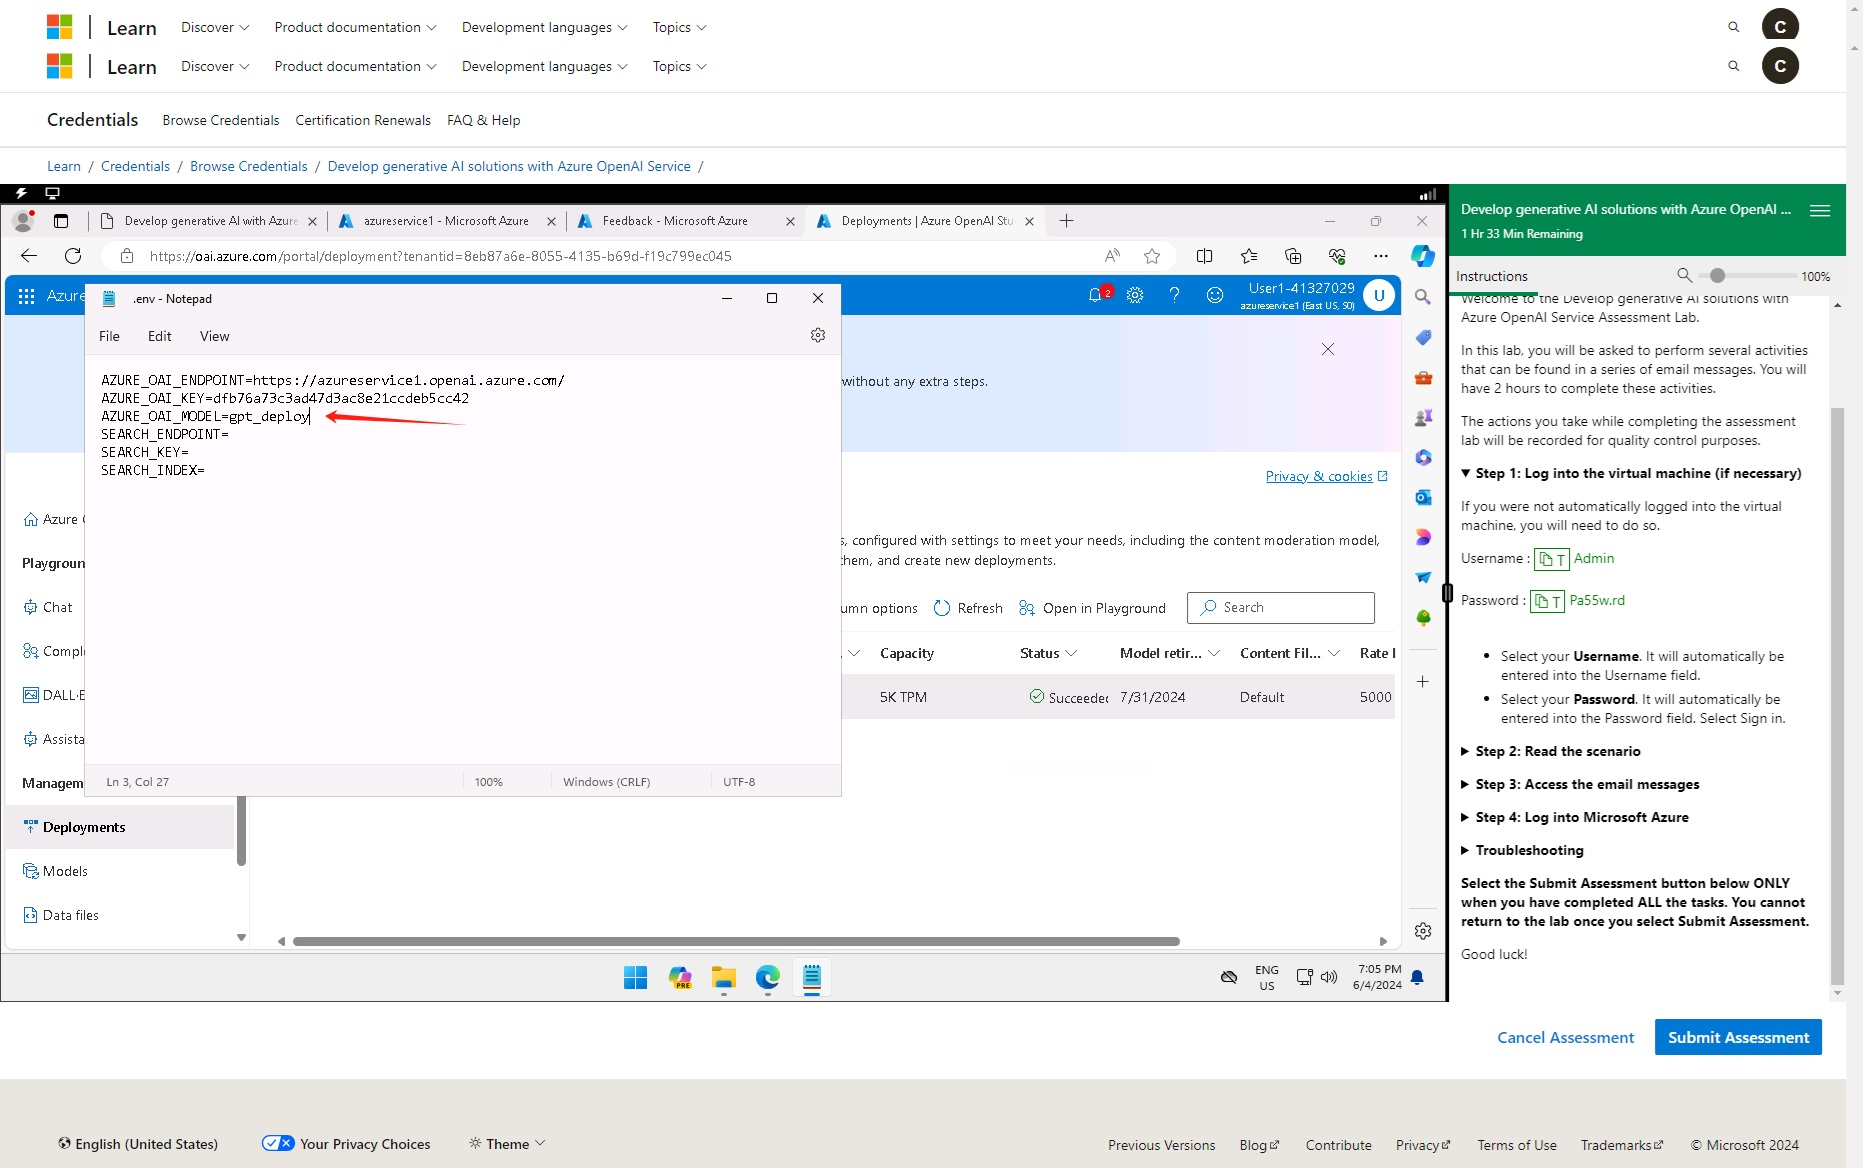 Learn Discover Product documentation Development languages Topics C
Learn Discover Product documentation Development languages Topics C
Credentials Browse Credentials Certification Renewals FAQ & Help
Learn / Credentials / Browse Credentials / Develop generative AI solutions with Azure OpenAI Service /
Develop generative AI with Azure azureservice1 - Microsoft Azure Feedback - Microsoft Azure Deployments | Azure OpenAI Stu
https://oai.azure.com/portal/deployment?tenantid=8eb87a6e-8055-4135-b69d-f19c799ec045
Azure
2
User1-41327029
azureservice1 (East US, S0)
U
.env - Notepad
File Edit View
AZURE_OAI_ENDPOINT=https://azureservice1.openai.azure.com/
AZURE_OAI_KEY=dfb76a73c3ad47d3ac8e21ccdeb5cc42
AZURE_OAI_MODEL=gpt_deploy
SEARCH_ENDPOINT=
SEARCH_KEY=
SEARCH_INDEX=
Ln 3, Col 27 100% Windows (CRLF) UTF-8
without any extra steps.
Privacy & cookies
s, configured with settings to meet your needs, including the content moderation model,
them, and create new deployments.
umn options Refresh Open in Playground Search
Capacity Status Model retir... Content Fil... Rate l
5K TPM Succeeded 7/31/2024 Default 5000
Azure
Playgroun
Chat
Comple
DALL·E
Assista
Managem
Deployments
Models
Data files
PRE
ENG
US
7:05 PM
6/4/2024
Develop generative AI solutions with Azure OpenAI ...
1 Hr 33 Min Remaining
Instructions 100%
Welcome to the Develop generative AI solutions with
Azure OpenAI Service Assessment Lab.
In this lab, you will be asked to perform several activities
that can be found in a series of email messages. You will
have 2 hours to complete these activities.
The actions you take while completing the assessment
lab will be recorded for quality control purposes.
Step 1: Log into the virtual machine (if necessary)
If you were not automatically logged into the virtual
machine, you will need to do so.
Username : T Admin
Password : T Pa55w.rd
• Select your Username. It will automatically be
entered into the Username field.
• Select your Password. It will automatically be
entered into the Password field. Select Sign in.
Step 2: Read the scenario
Step 3: Access the email messages
Step 4: Log into Microsoft Azure
Troubleshooting
Select the Submit Assessment button below ONLY
when you have completed ALL the tasks. You cannot
return to the lab once you select Submit Assessment.
Good luck!
Cancel Assessment Submit Assessment
English (United States) Your Privacy Choices Theme
Previous Versions Blog Contribute Privacy Terms of Use Trademarks © Microsoft 2024